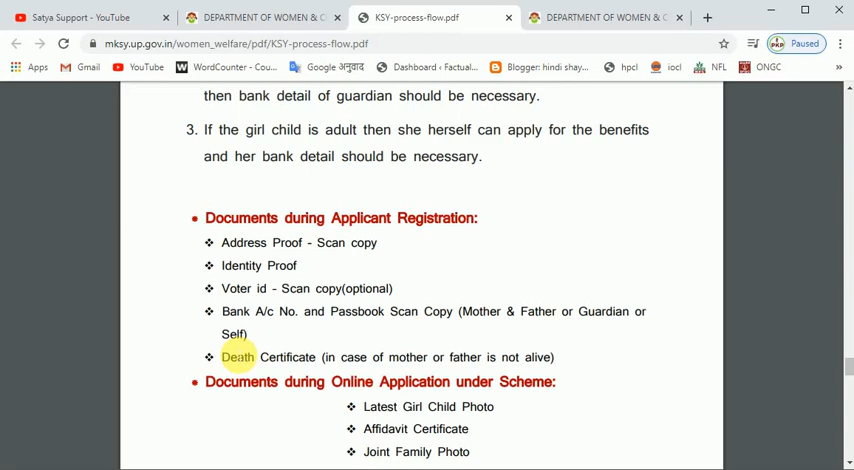 Satya Support - YouTube
DEPARTMENT OF WOMEN & C
KSY-process-flow.pdf
DEPARTMENT OF WOMEN & C
mksy.up.gov.in/women_welfare/pdf/KSY-process-flow.pdf
PKP
Paused
Apps
Gmail
YouTube
W
WordCounter - Cou...
Google अनुवाद
Dashboard ‹ Factual...
Blogger: hindi shay...
hpcl
iocl
NFL
ONGC
»
then bank detail of guardian should be necessary.
3. If the girl child is adult then she herself can apply for the benefits
and her bank detail should be necessary.
• Documents during Applicant Registration:
❖ Address Proof - Scan copy
❖ Identity Proof
❖ Voter id - Scan copy(optional)
❖ Bank A/c No. and Passbook Scan Copy (Mother & Father or Guardian or
Self)
❖ Death Certificate (in case of mother or father is not alive)
• Documents during Online Application under Scheme:
❖ Latest Girl Child Photo
❖ Affidavit Certificate
❖ Joint Family Photo